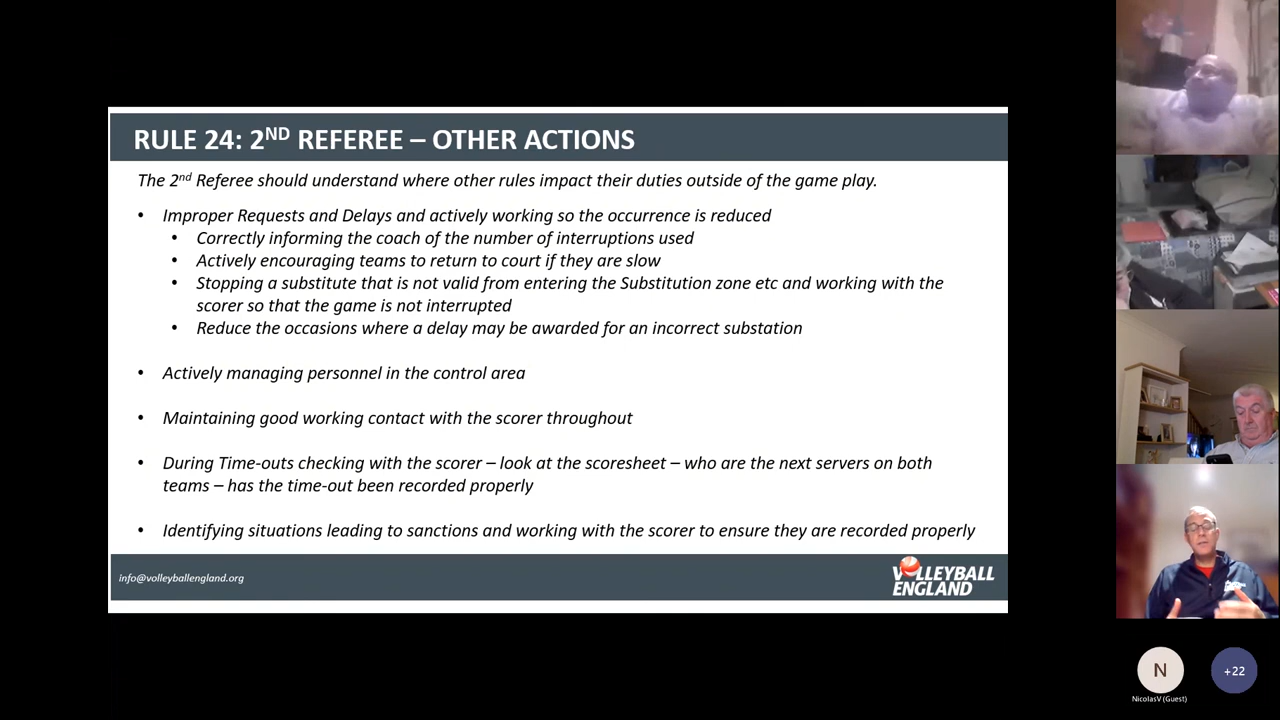 RULE 24: 2ND REFEREE – OTHER ACTIONS
The 2nd Referee should understand where other rules impact their duties outside of the game play.
• Improper Requests and Delays and actively working so the occurrence is reduced
• Correctly informing the coach of the number of interruptions used
• Actively encouraging teams to return to court if they are slow
• Stopping a substitute that is not valid from entering the Substitution zone etc and working with the
scorer so that the game is not interrupted
• Reduce the occasions where a delay may be awarded for an incorrect substation
• Actively managing personnel in the control area
• Maintaining good working contact with the scorer throughout
• During Time-outs checking with the scorer – look at the scoresheet – who are the next servers on both
teams – has the time-out been recorded properly
• Identifying situations leading to sanctions and working with the scorer to ensure they are recorded properly
info@volleyballengland.org
VOLLEYBALL
ENGLAND
N
+22
NicolasV (Guest)